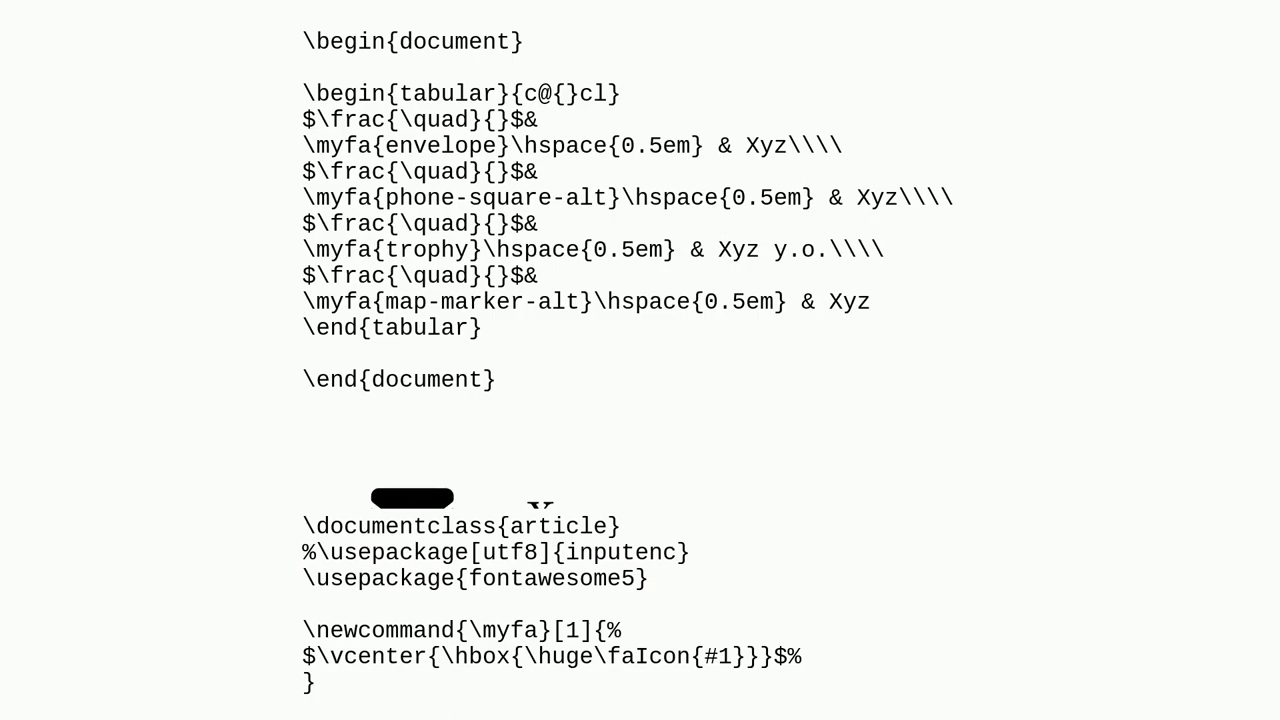 \begin{document}

\begin{tabular}{c@{}cl}
$\frac{\quad}{}$&
\myfa{envelope}\hspace{0.5em} & Xyz\\\\
$\frac{\quad}{}$&
\myfa{phone-square-alt}\hspace{0.5em} & Xyz\\\\
$\frac{\quad}{}$&
\myfa{trophy}\hspace{0.5em} & Xyz y.o.\\\\
$\frac{\quad}{}$&
\myfa{map-marker-alt}\hspace{0.5em} & Xyz
\end{tabular}

\end{document}

\documentclass{article}
%\usepackage[utf8]{inputenc}
\usepackage{fontawesome5}

\newcommand{\myfa}[1]{%
$\vcenter{\hbox{\huge\faIcon{#1}}}$%
}